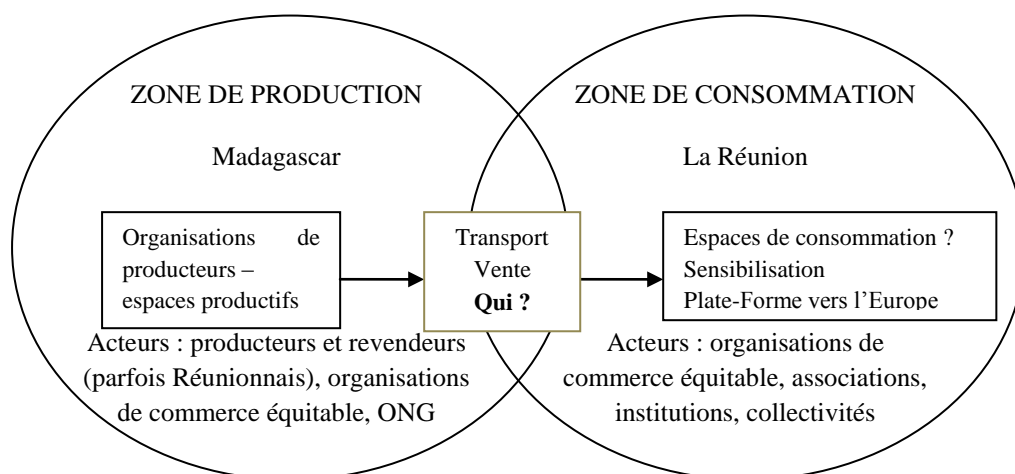 ZONE DE PRODUCTION
Madagascar
Organisations de
producteurs –
espaces productifs
Acteurs : producteurs et revendeurs
(parfois Réunionnais), organisations
de commerce équitable, ONG
Transport
Vente
Qui ?
ZONE DE CONSOMMATION
La Réunion
Espaces de consommation ?
Sensibilisation
Plate-Forme vers l’Europe
Acteurs : organisations de
commerce équitable, associations,
institutions, collectivités